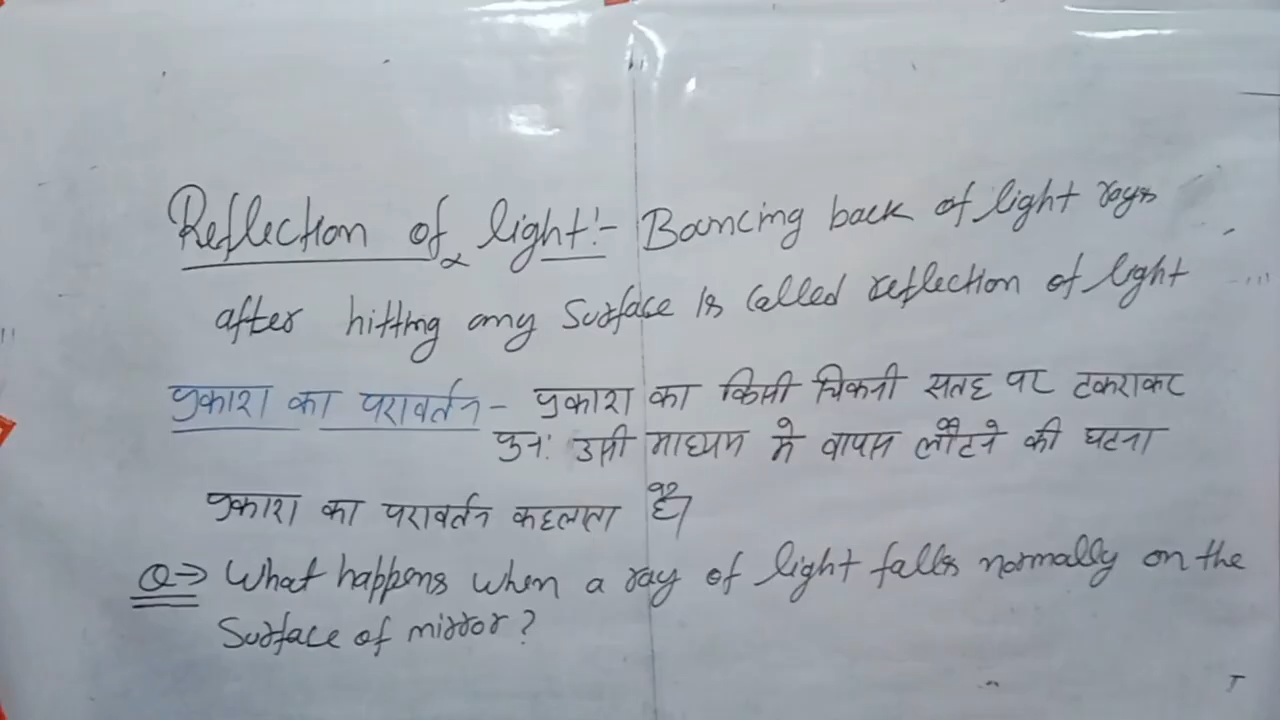 Reflection of light:- Bouncing back of light rays
after hitting any surface is called reflection of light
प्रकाश का परावर्तन - प्रकाश का किसी चिकनी सतह पर टकराकर
पुनः उसी माध्यम मे वापस लौटने की घटना
प्रकाश का परावर्तन कहलाता है।
Q⇒ What happens when a ray of light falls normally on the
Surface of mirror?